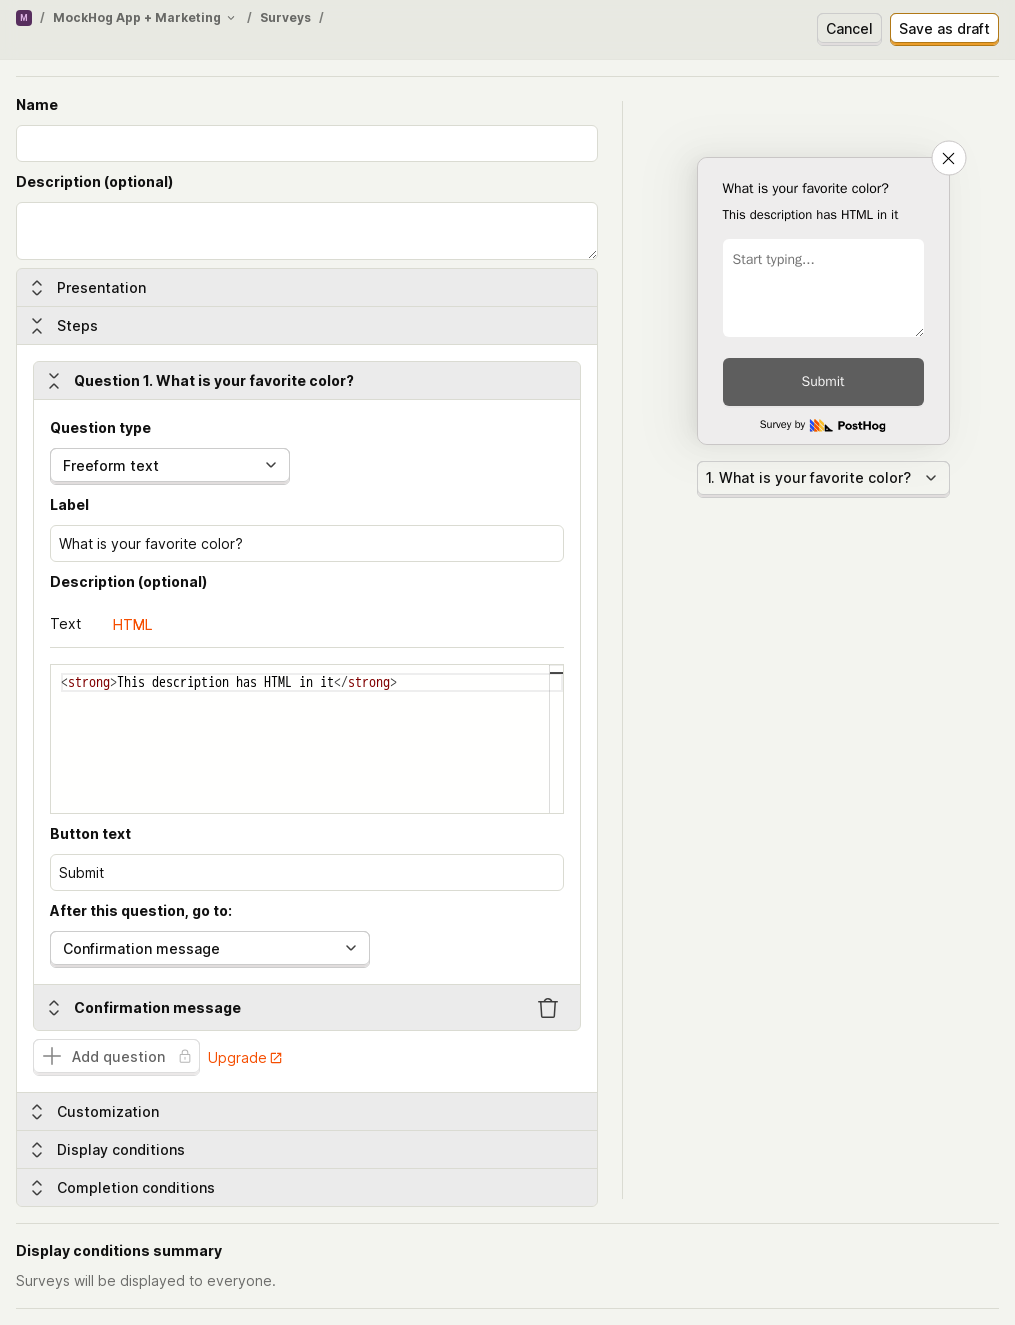 M / MockHog App + Marketing / Surveys /
Cancel
Save as draft
Name
Description (optional)
Presentation
Steps
Question 1. What is your favorite color?
Question type
Freeform text
Label
What is your favorite color?
Description (optional)
Text
HTML
<strong>This description has HTML in it</strong>
Button text
Submit
After this question, go to:
Confirmation message
Confirmation message
Add question
Upgrade
Customization
Display conditions
Completion conditions
What is your favorite color?
This description has HTML in it
Start typing...
Submit
Survey by PostHog
1. What is your favorite color?
Display conditions summary
Surveys will be displayed to everyone.